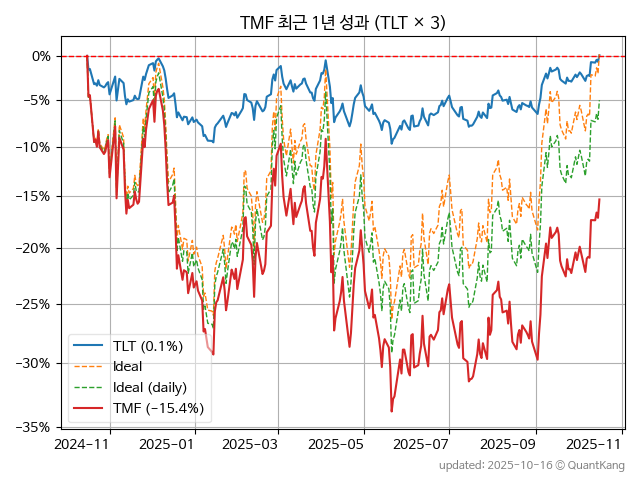 TMF 최근 1년 성과 (TLT × 3)
0%
−5%
−10%
−15%
−20%
−25%
−30%
−35%
TLT (0.1%)
Ideal
Ideal (daily)
TMF (−15.4%)
2024−11 2025−01 2025−03 2025−05 2025−07 2025−09 2025−11
updated: 2025-10-16 © QuantKang